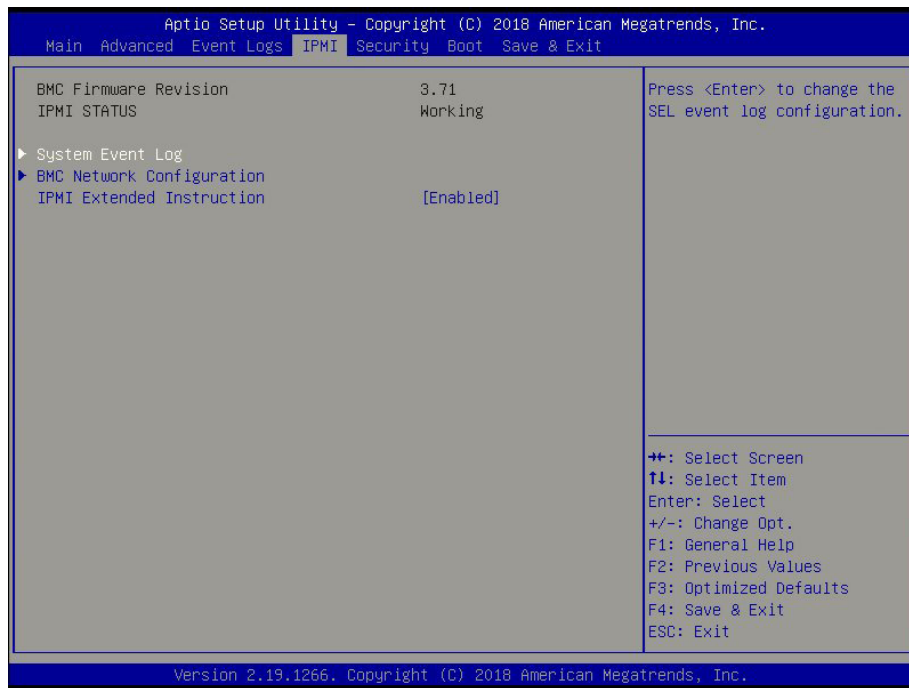 Aptio Setup Utility – Copyright (C) 2018 American Megatrends, Inc.
Main Advanced Event Logs IPMI Security Boot Save & Exit
BMC Firmware Revision 3.71
IPMI STATUS Working
System Event Log
BMC Network Configuration
IPMI Extended Instruction [Enabled]
Press <Enter> to change the
SEL event log configuration.
→←: Select Screen
↑↓: Select Item
Enter: Select
+/-: Change Opt.
F1: General Help
F2: Previous Values
F3: Optimized Defaults
F4: Save & Exit
ESC: Exit
Version 2.19.1266. Copyright (C) 2018 American Megatrends, Inc.